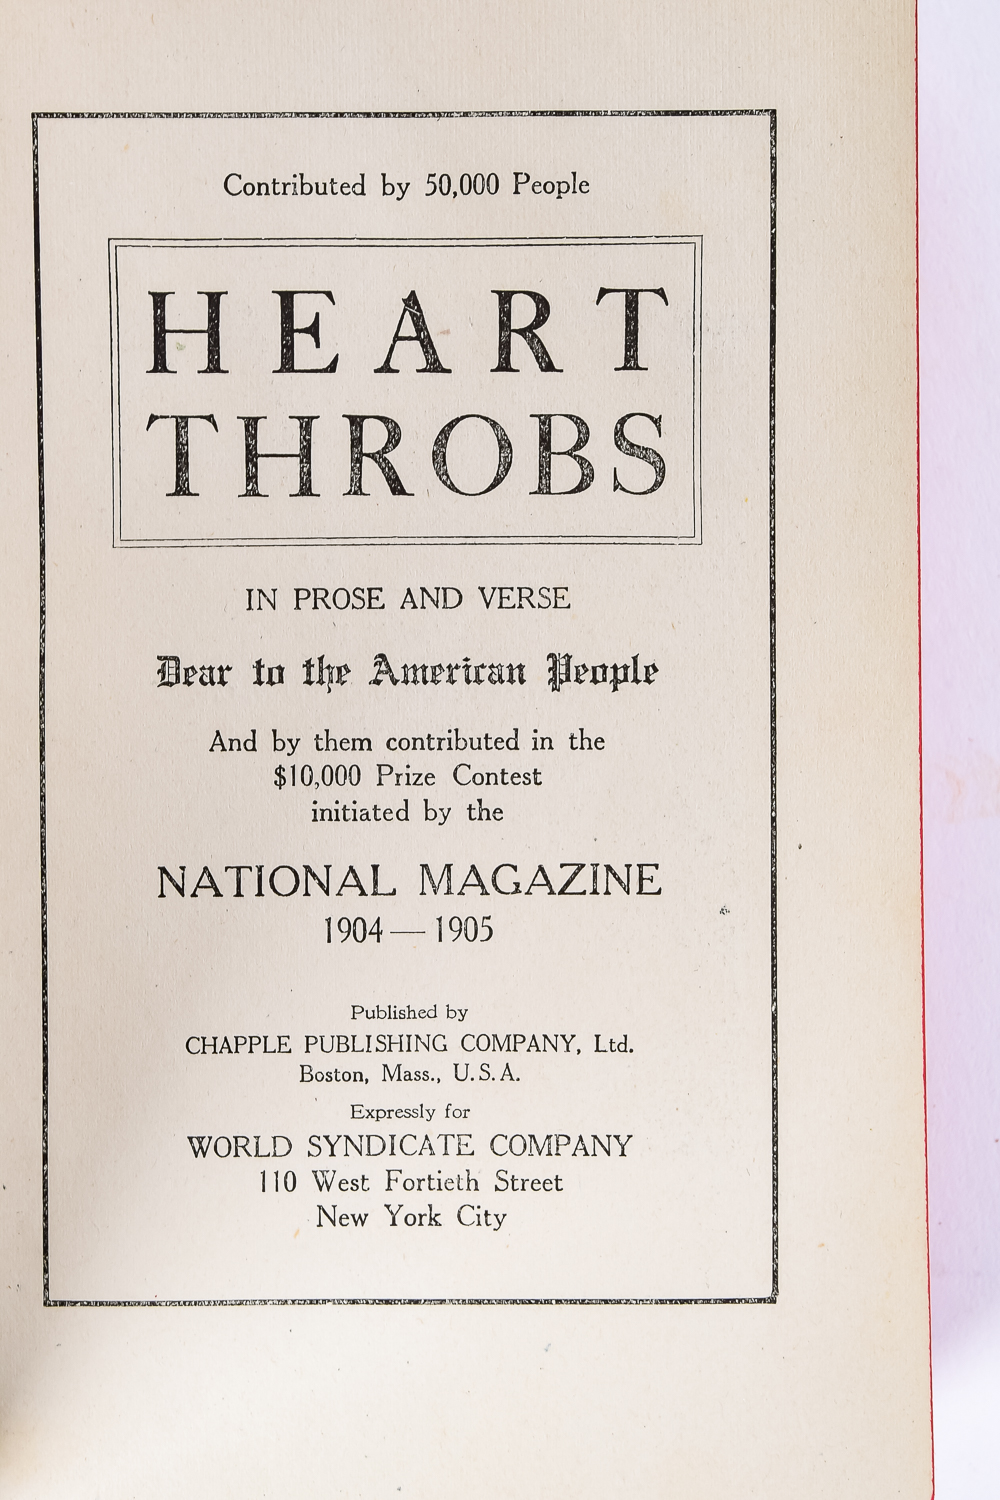 Contributed by 50,000 People
HEART
THROBS
IN PROSE AND VERSE
Dear to the American People
And by them contributed in the
$10,000 Prize Contest
initiated by the
NATIONAL MAGAZINE
1904 — 1905
Published by
CHAPPLE PUBLISHING COMPANY, Ltd.
Boston, Mass., U.S.A.
Expressly for
WORLD SYNDICATE COMPANY
110 West Fortieth Street
New York City